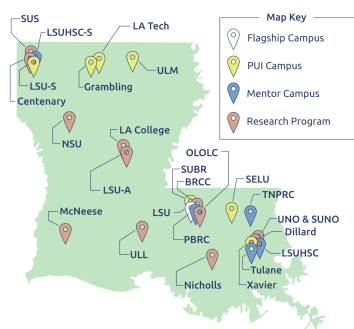 SUS
LSUHSC-S
LA Tech
ULM
LSU-S
Grambling
Centenary
Map Key
Flagship Campus
PUI Campus
Mentor Campus
Research Program
NSU
LA College
LSU-A
OLOLC
SUBR
BRCC
SELU
TNPRC
McNeese
LSU
UNO & SUNO
Dillard
ULL
PBRC
LSUHSC
Nicholls
Tulane
Xavier